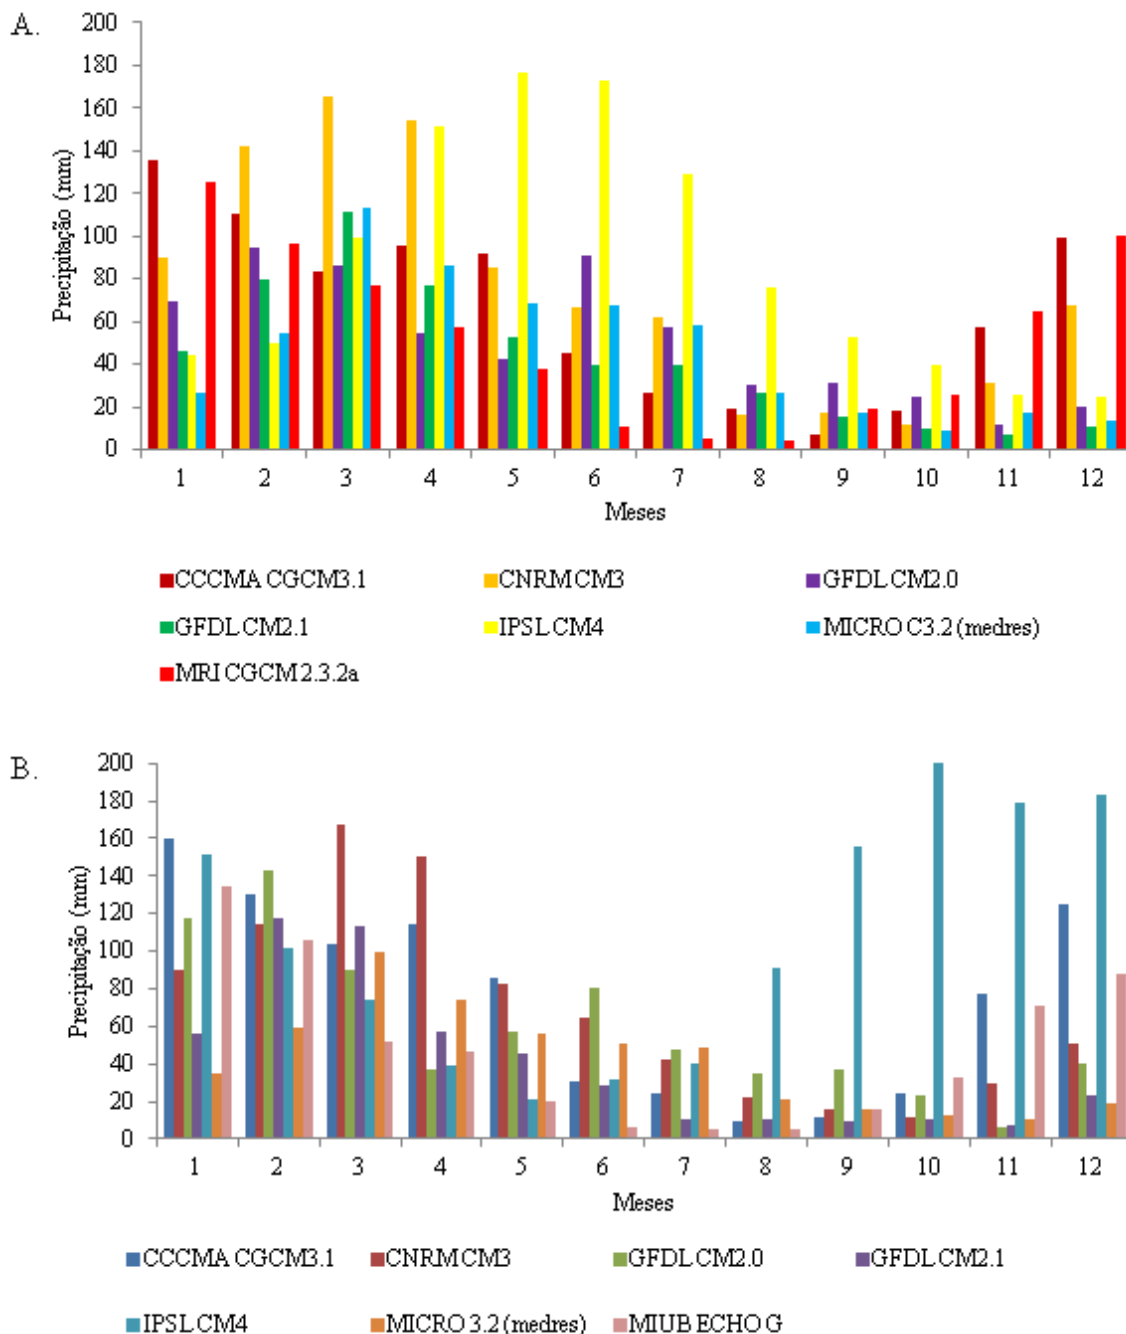 A.
Precipitação (mm)
200
180
160
140
120
100
80
60
40
20
0
1 2 3 4 5 6 7 8 9 10 11 12
Meses
CCCMA CGCM3.1 CNRM CM3 GFDL CM2.0
GFDL CM2.1 IPSL CM4 MICRO C3.2 (medres)
MRI CGCM 2.3.2a
B.
Precipitação (mm)
200
180
160
140
120
100
80
60
40
20
0
1 2 3 4 5 6 7 8 9 10 11 12
Meses
CCCMA CGCM3.1 CNRM CM3 GFDL CM2.0 GFDL CM2.1
IPSL CM4 MICRO 3.2 (medres) MIUB ECHO G